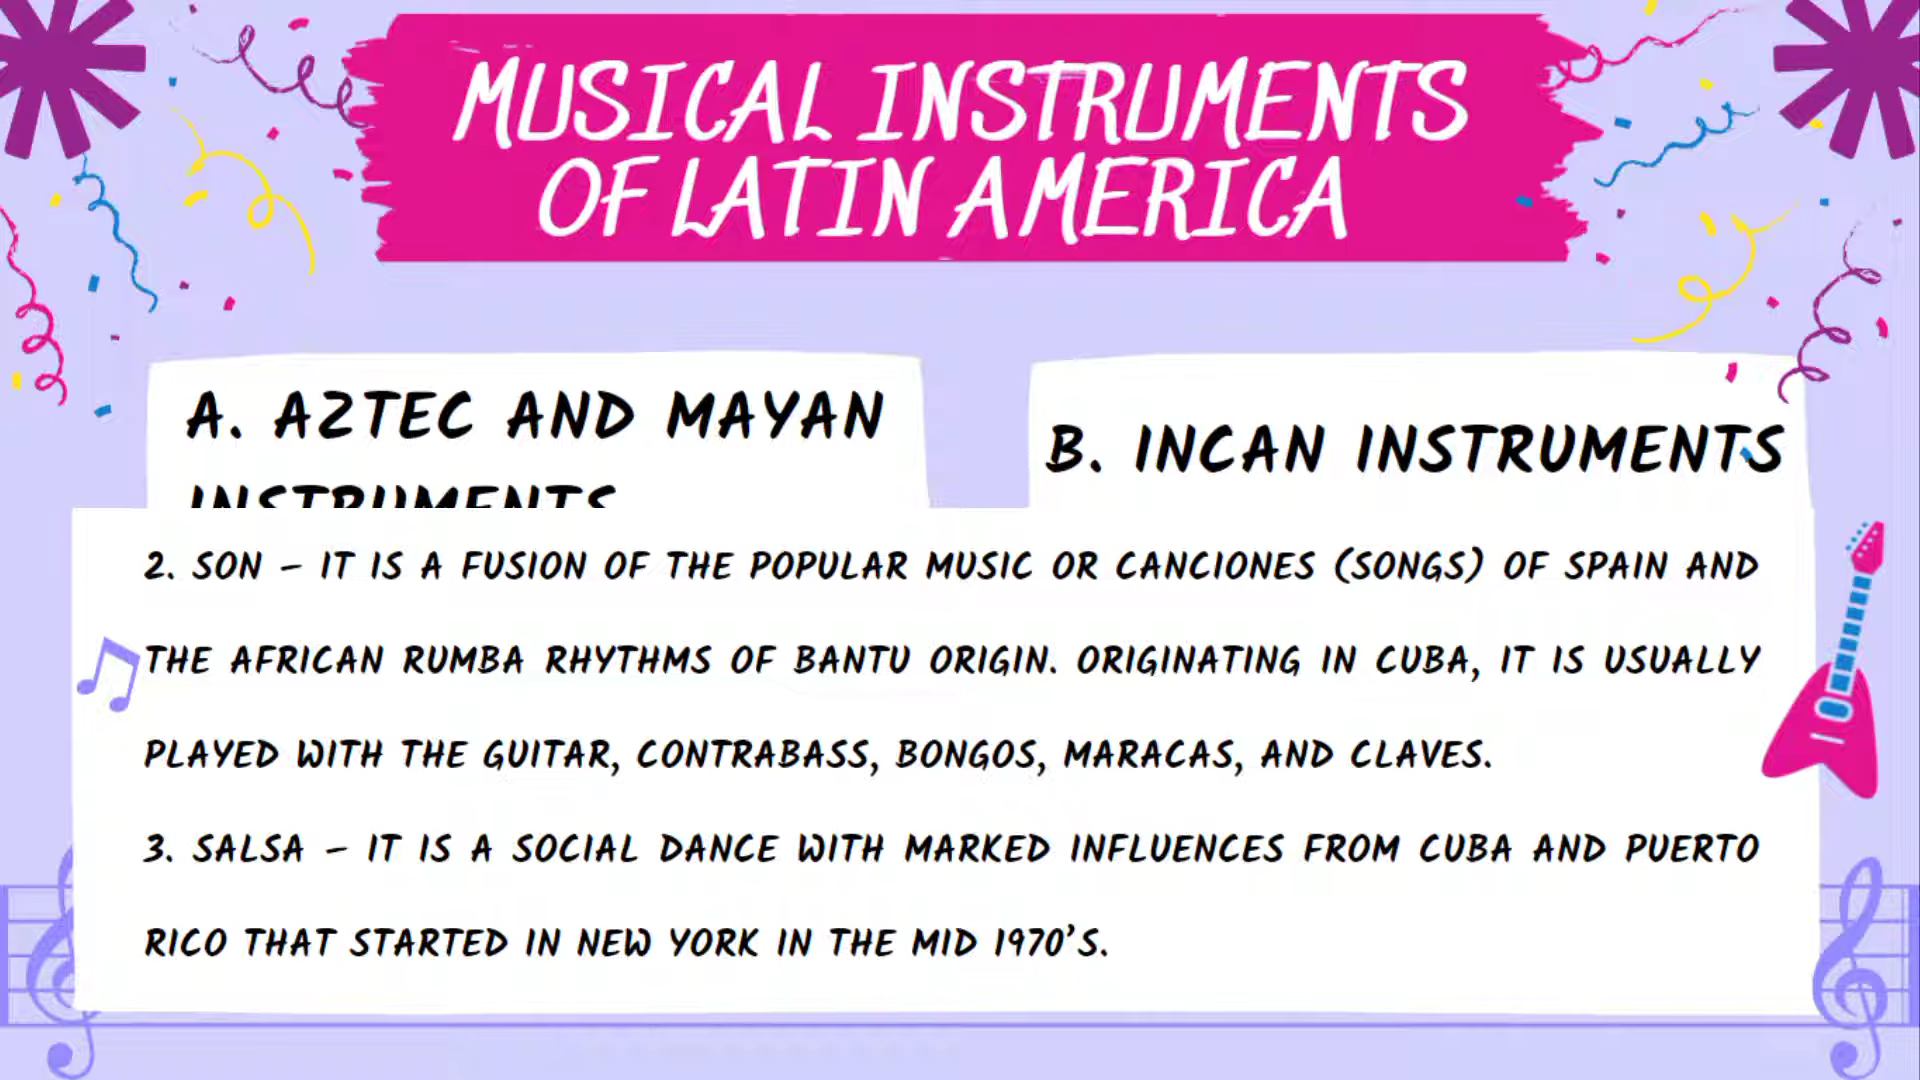 MUSICAL INSTRUMENTS
OF LATIN AMERICA
A. AZTEC AND MAYAN
INSTRUMENTS
B. INCAN INSTRUMENTS
2. SON – IT IS A FUSION OF THE POPULAR MUSIC OR CANCIONES (SONGS) OF SPAIN AND
THE AFRICAN RUMBA RHYTHMS OF BANTU ORIGIN. ORIGINATING IN CUBA, IT IS USUALLY
PLAYED WITH THE GUITAR, CONTRABASS, BONGOS, MARACAS, AND CLAVES.
3. SALSA – IT IS A SOCIAL DANCE WITH MARKED INFLUENCES FROM CUBA AND PUERTO
RICO THAT STARTED IN NEW YORK IN THE MID 1970’S.